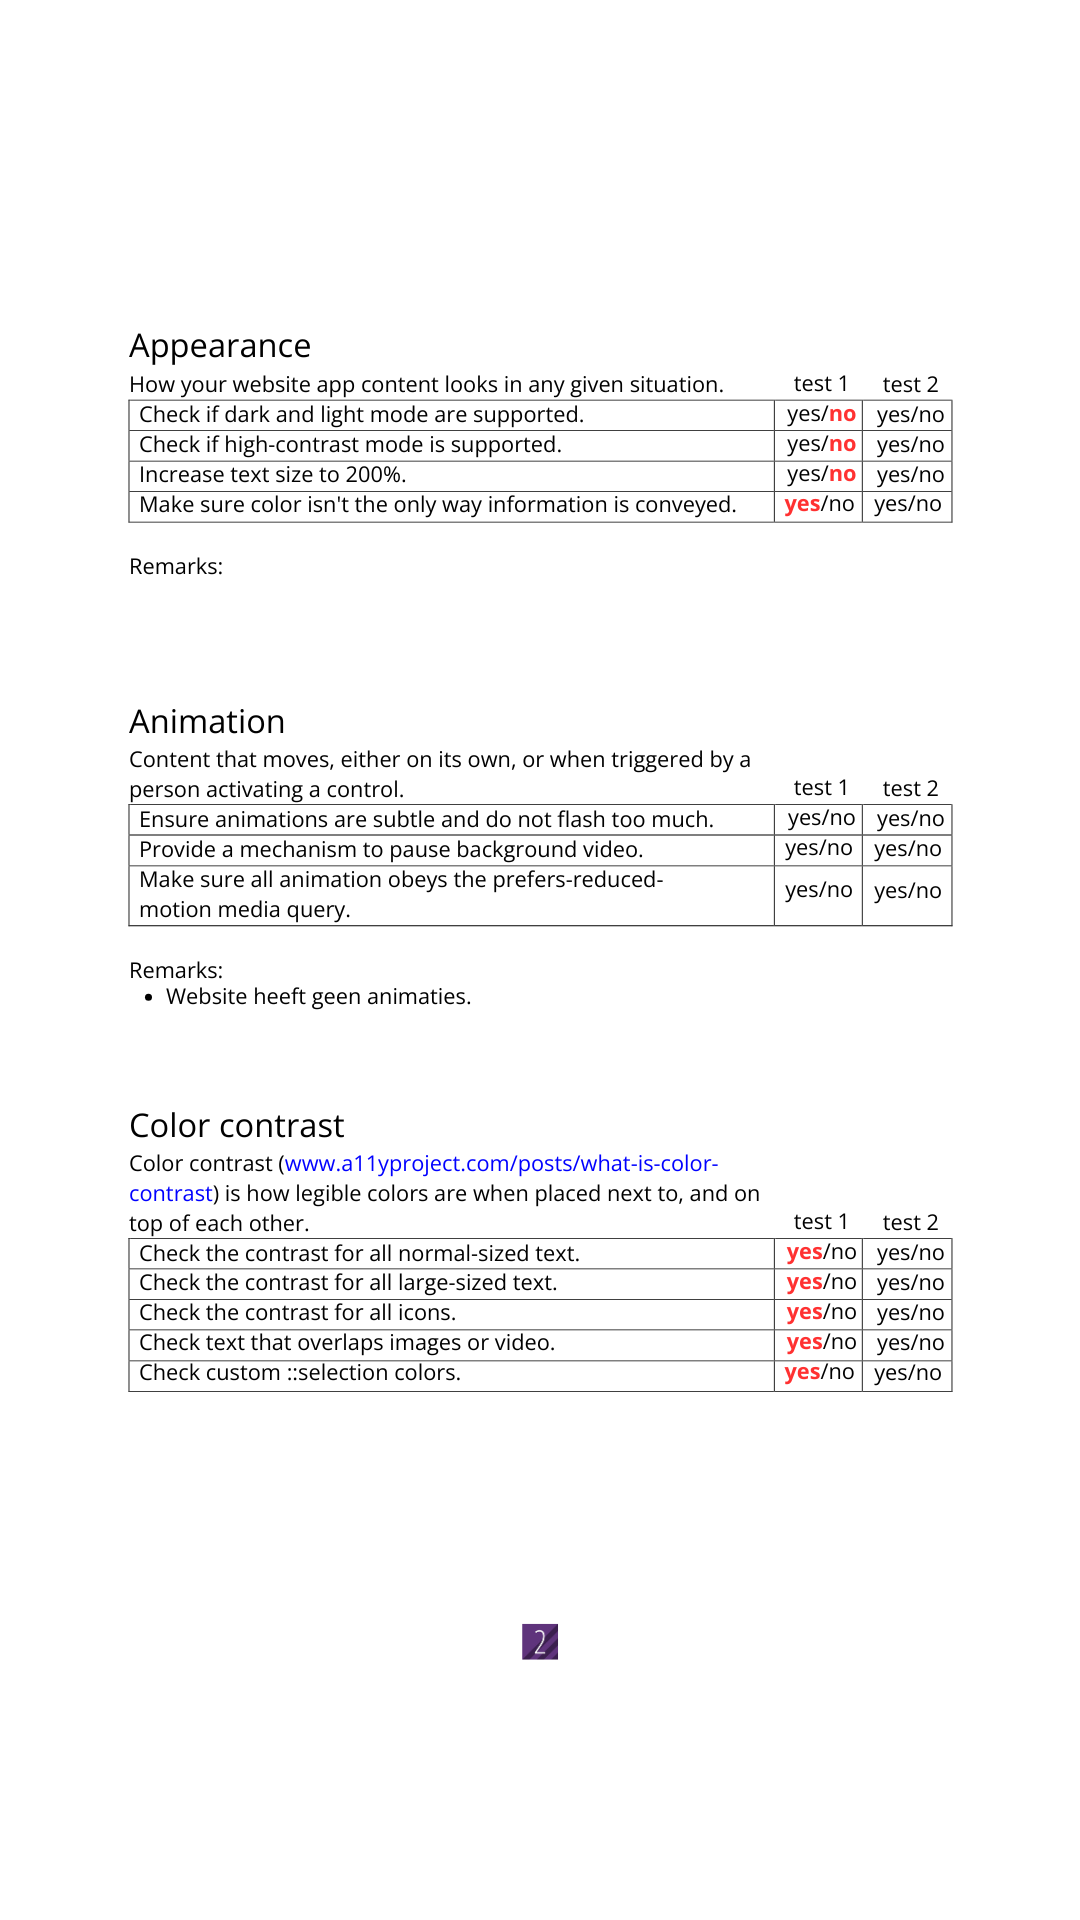 Appearance
How your website app content looks in any given situation. test 1 test 2
Check if dark and light mode are supported. yes/no yes/no
Check if high-contrast mode is supported. yes/no yes/no
Increase text size to 200%. yes/no yes/no
Make sure color isn't the only way information is conveyed. yes/no yes/no
Remarks:
Animation
Content that moves, either on its own, or when triggered by a
person activating a control. test 1 test 2
Ensure animations are subtle and do not flash too much. yes/no yes/no
Provide a mechanism to pause background video. yes/no yes/no
Make sure all animation obeys the prefers-reduced-
motion media query. yes/no yes/no
Remarks:
• Website heeft geen animaties.
Color contrast
Color contrast (www.a11yproject.com/posts/what-is-color-
contrast) is how legible colors are when placed next to, and on
top of each other. test 1 test 2
Check the contrast for all normal-sized text. yes/no yes/no
Check the contrast for all large-sized text. yes/no yes/no
Check the contrast for all icons. yes/no yes/no
Check text that overlaps images or video. yes/no yes/no
Check custom ::selection colors. yes/no yes/no
2